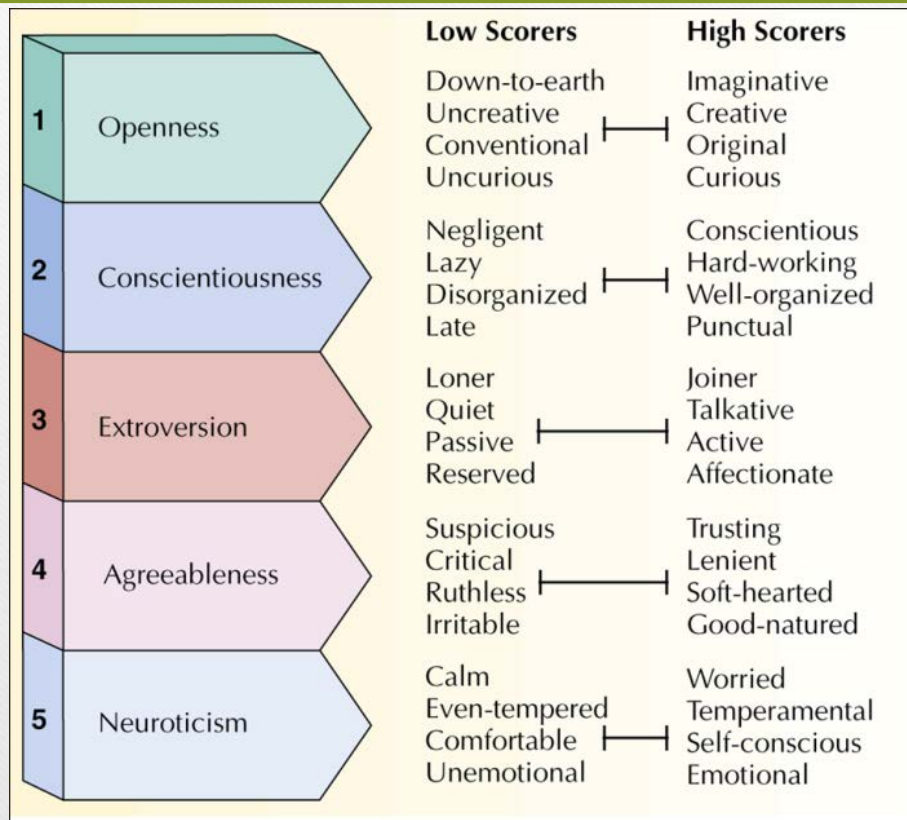 Low Scorers High Scorers
1 Openness
Down-to-earth Imaginative
Uncreative Creative
Conventional Original
Uncurious Curious
2 Conscientiousness
Negligent Conscientious
Lazy Hard-working
Disorganized Well-organized
Late Punctual
3 Extroversion
Loner Joiner
Quiet Talkative
Passive Active
Reserved Affectionate
4 Agreeableness
Suspicious Trusting
Critical Lenient
Ruthless Soft-hearted
Irritable Good-natured
5 Neuroticism
Calm Worried
Even-tempered Temperamental
Comfortable Self-conscious
Unemotional Emotional